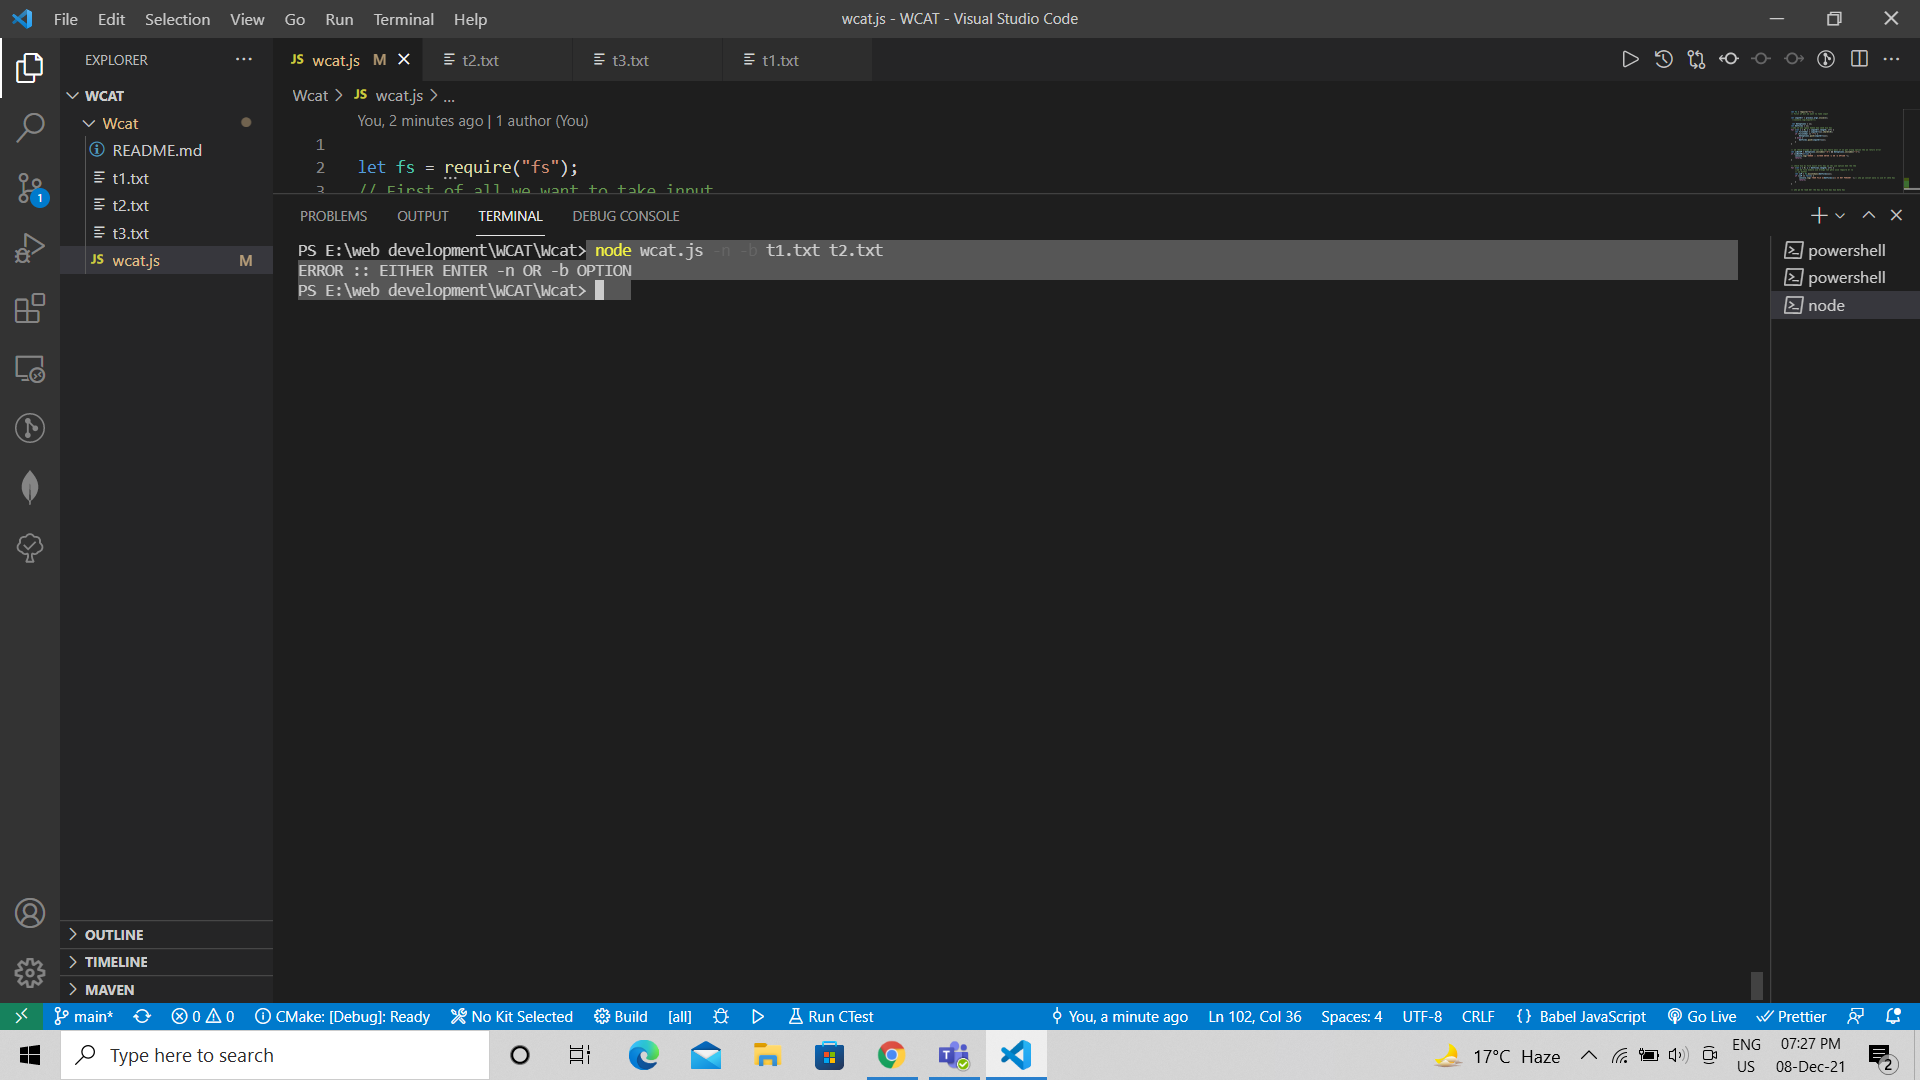 File Edit Selection View Go Run Terminal Help
wcat.js - WCAT - Visual Studio Code
EXPLORER
JS wcat.js M
t2.txt
t3.txt
t1.txt
WCAT
Wcat
README.md
t1.txt
t2.txt
t3.txt
JS wcat.js M
1
Wcat > JS wcat.js > ...
You, 2 minutes ago | 1 author (You)
1
2 let fs = require("fs");
3 // First of all we want to take input
PROBLEMS OUTPUT TERMINAL DEBUG CONSOLE
PS E:\web development\WCAT\Wcat> node wcat.js -n -b t1.txt t2.txt
ERROR :: EITHER ENTER -n OR -b OPTION
PS E:\web development\WCAT\Wcat>
powershell
powershell
node
OUTLINE
TIMELINE
MAVEN
main* 0 0 CMake: [Debug]: Ready No Kit Selected Build [all] Run CTest
You, a minute ago Ln 102, Col 36 Spaces: 4 UTF-8 CRLF {} Babel JavaScript Go Live Prettier
Type here to search
17°C Haze
ENG
US
07:27 PM
08-Dec-21
2